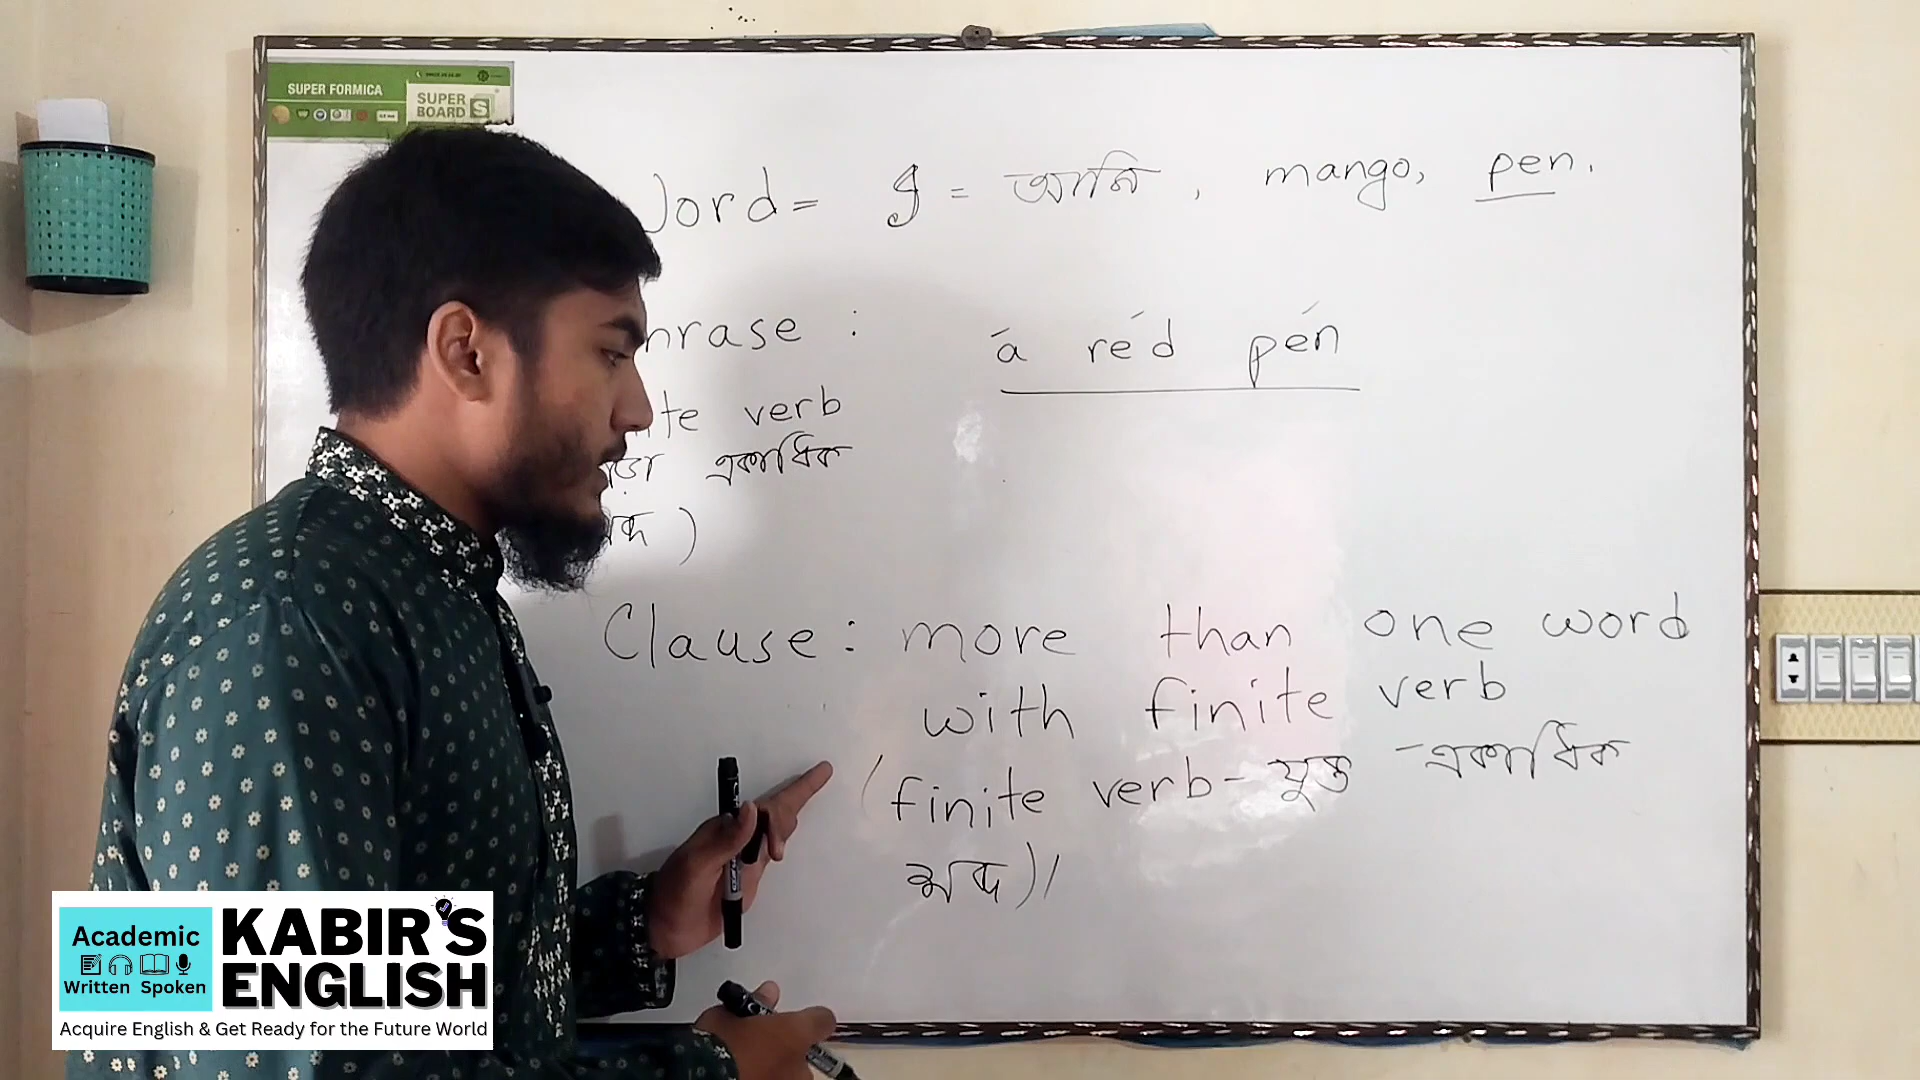 SUPER FORMICA
SUPER BOARD S
Word = I = আমি , mango, pen.
hrase : a red pen
ite verb
ড়া একাধিক
শব্দ )
Clause : more than one word
with finite verb
( finite verb - যুক্ত - একাধিক
শব্দ )/
Academic
Written Spoken
KABIR'S
ENGLISH
Acquire English & Get Ready for the Future World